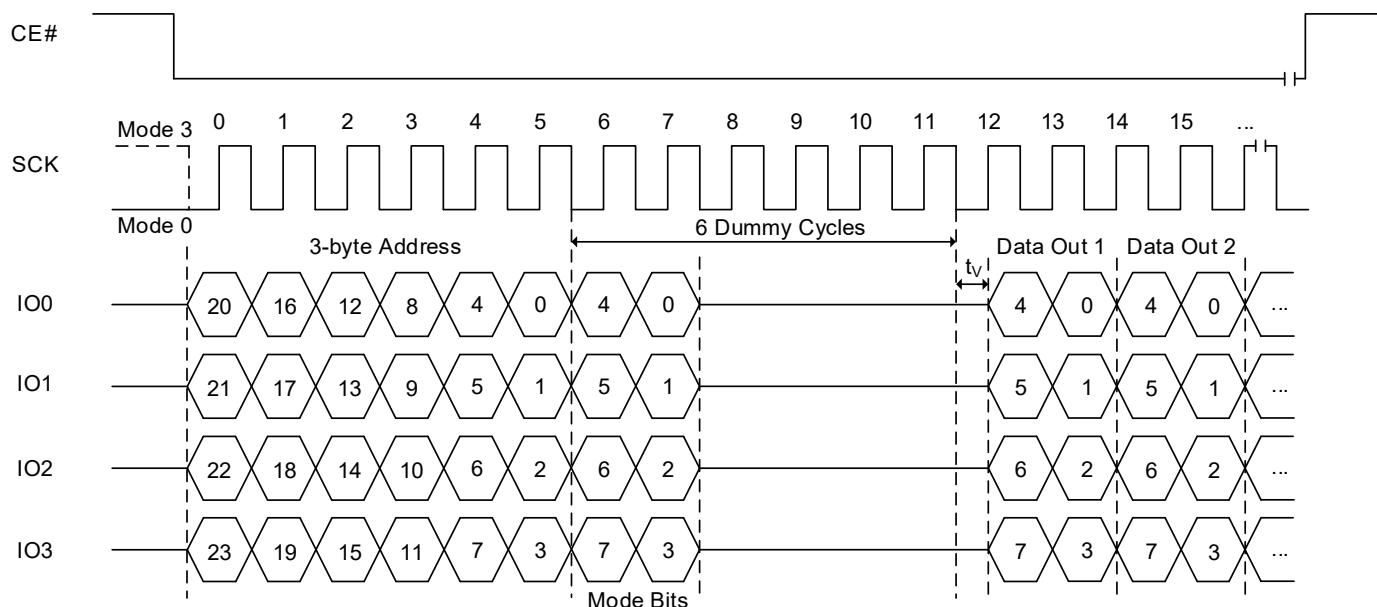 CE#
Mode 3 0 1 2 3 4 5 6 7 8 9 10 11 12 13 14 15 ...
SCK
Mode 0
6 Dummy Cycles
3-byte Address Data Out 1 Data Out 2
tV
IO0 20 16 12 8 4 0 4 0 4 0 4 0 ...
IO1 21 17 13 9 5 1 5 1 5 1 5 1 ...
IO2 22 18 14 10 6 2 6 2 6 2 6 2 ...
IO3 23 19 15 11 7 3 7 3 7 3 7 3 ...
Mode Bits